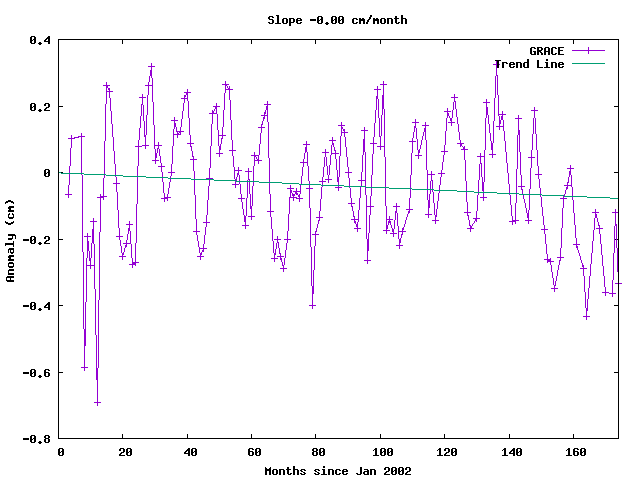 Slope -0.00 cm/month
GRACE
Trend Line
0.4
0.2
0
-0.2
-0.4
-0.6
-0.8
Anomaly (cm)
0 20 40 60 80 100 120 140 160
Months since Jan 2002